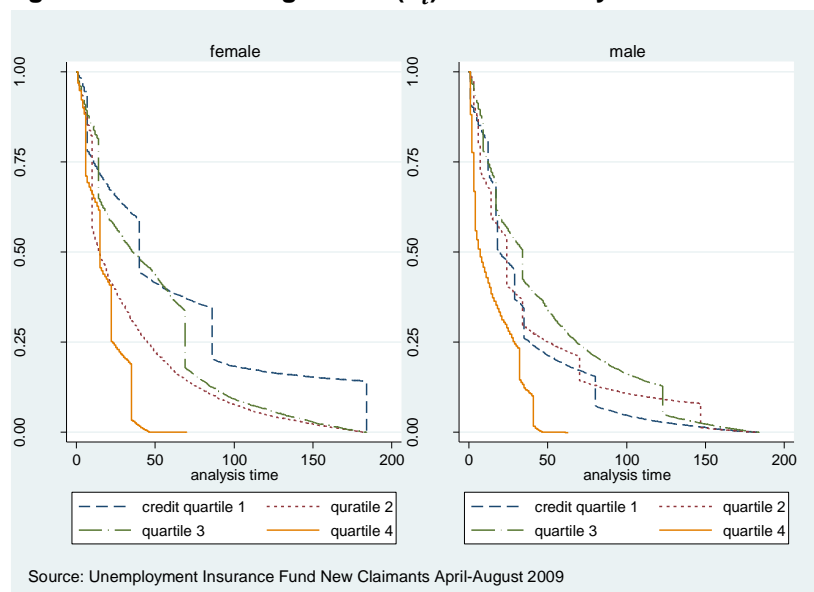 female
1.00
0.75
0.50
0.25
0.00
0 50 100 150 200
analysis time
credit quartile 1 quratile 2
quartile 3 quartile 4
male
1.00
0.75
0.50
0.25
0.00
0 50 100 150 200
analysis time
credit quartile 1 quartile 2
quartile 3 quartile 4
Source: Unemployment Insurance Fund New Claimants April-August 2009